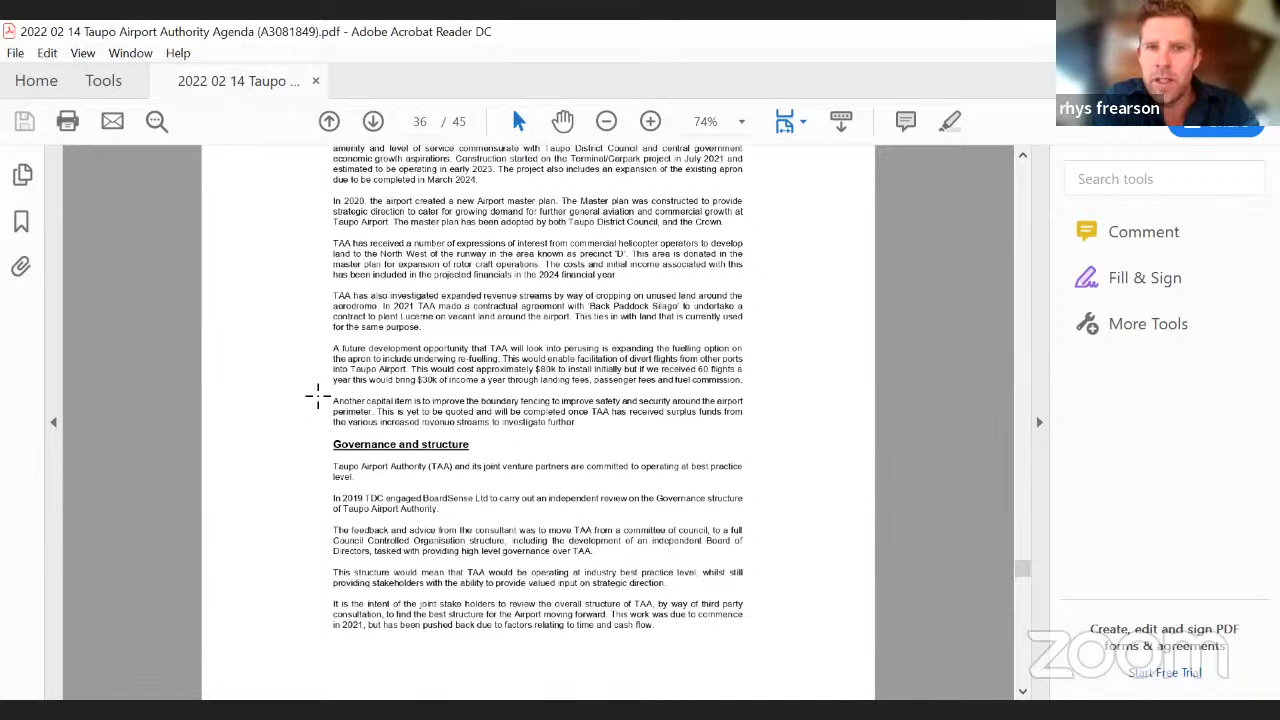 2022 02 14 Taupo Airport Authority Agenda (A3081849).pdf - Adobe Acrobat Reader DC
File Edit View Window Help
Home Tools 2022 02 14 Taupo ... ×
rhys frearson
36 / 45 74%
amenity and level of service commensurate with Taupo District Council and central government
economic growth aspirations. Construction started on the Terminal/Carpark project in July 2021 and
estimated to be operating in early 2023. The project also includes an expansion of the existing apron
due to be completed in March 2024.
In 2020, the airport created a new Airport master plan. The Master plan was constructed to provide
strategic direction to cater for growing demand for further general aviation and commercial growth at
Taupo Airport. The master plan has been adopted by both Taupo District Council, and the Crown.
TAA has received a number of expressions of interest from commercial helicopter operators to develop
land to the North West of the runway in the area known as precinct 'D'. This area is donated in the
master plan for expansion of rotor craft operations. The costs and initial income associated with this
has been included in the projected financials in the 2024 financial year
TAA has also investigated expanded revenue streams by way of cropping on unused land around the
aerodrome. In 2021 TAA made a contractual agreement with 'Back Paddock Silage' to undertake a
contract to plant Lucerne on vacant land around the airport. This ties in with land that is currently used
for the same purpose.
A future development opportunity that TAA will look into perusing is expanding the fuelling option on
the apron to include underwing re-fuelling. This would enable facilitation of divert flights from other ports
into Taupo Airport. This would cost approximately $80k to install initially but if we received 60 flights a
year this would bring $30k of income a year through landing fees, passenger fees and fuel commission.
Another capital item is to improve the boundary fencing to improve safety and security around the airport
perimeter. This is yet to be quoted and will be completed once TAA has received surplus funds from
the various increased revenue streams to investigate further
Governance and structure
Taupo Airport Authority (TAA) and its joint venture partners are committed to operating at best practice
level.
In 2019 TDC engaged BoardSense Ltd to carry out an independent review on the Governance structure
of Taupo Airport Authority.
The feedback and advice from the consultant was to move TAA from a committee of council, to a full
Council Controlled Organisation structure, including the development of an independent Board of
Directors, tasked with providing high level governance over TAA.
This structure would mean that TAA would be operating at industry best practice level, whilst still
providing stakeholders with the ability to provide valued input on strategic direction.
It is the intent of the joint stake holders to review the overall structure of TAA, by way of third party
consultation, to find the best structure for the Airport moving forward. This work was due to commence
in 2021, but has been pushed back due to factors relating to time and cash flow.
Search tools
Comment
Fill & Sign
More Tools
Create, edit and sign PDF
forms & agreements
Start Free Trial
zoom